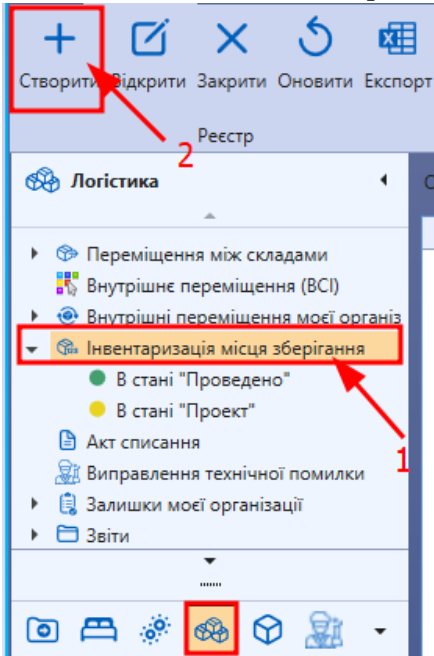 Створити Відкрити Закрити Оновити Експорт
Реєстр
2
Логістика
Переміщення між складами
Внутрішнє переміщення (ВСІ)
Внутрішні переміщення моєї організ
Інвентаризація місця зберігання
В стані "Проведено"
В стані "Проект"
Акт списання
1
Виправлення технічної помилки
Залишки моєї організації
Звіти